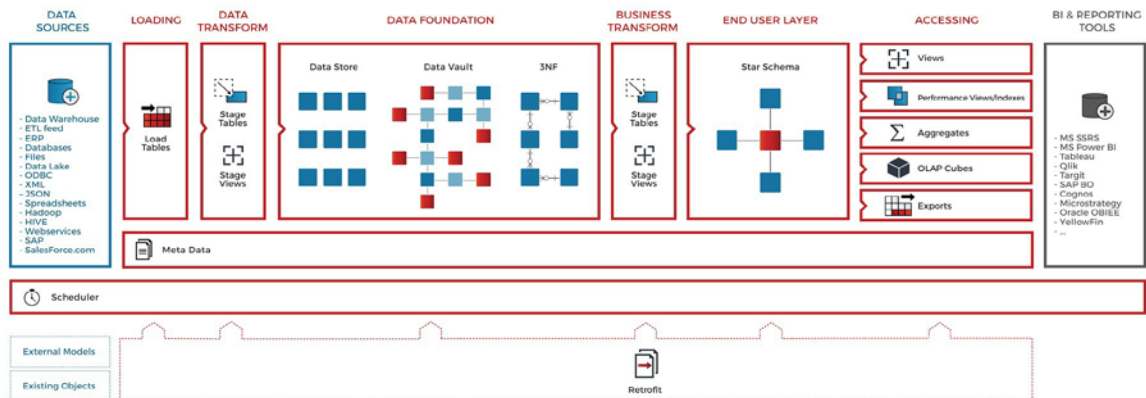 DATA
SOURCES
LOADING
DATA
TRANSFORM
DATA FOUNDATION
BUSINESS
TRANSFORM
END USER LAYER
ACCESSING
BI & REPORTING
TOOLS
- Data Warehouse
- ETL feed
- ERP
- Databases
- Files
- Data Lake
- ODBC
- XML
- JSON
- Spreadsheets
- Hadoop
- HIVE
- Webservices
- SAP
- SalesForce.com
Load
Tables
Stage
Tables
Stage
Views
Data Store
Data Vault
3NF
Stage
Tables
Stage
Views
Star Schema
Views
Performance Views/Indexes
Aggregates
OLAP Cubes
Exports
- MS SSRS
- MS Power BI
- Tableau
- Qlik
- Targit
- SAP BO
- Cognos
- Microstrategy
- Oracle OBIEE
- YellowFin
- ...
Meta Data
Scheduler
External Models
Existing Objects
Retrofit